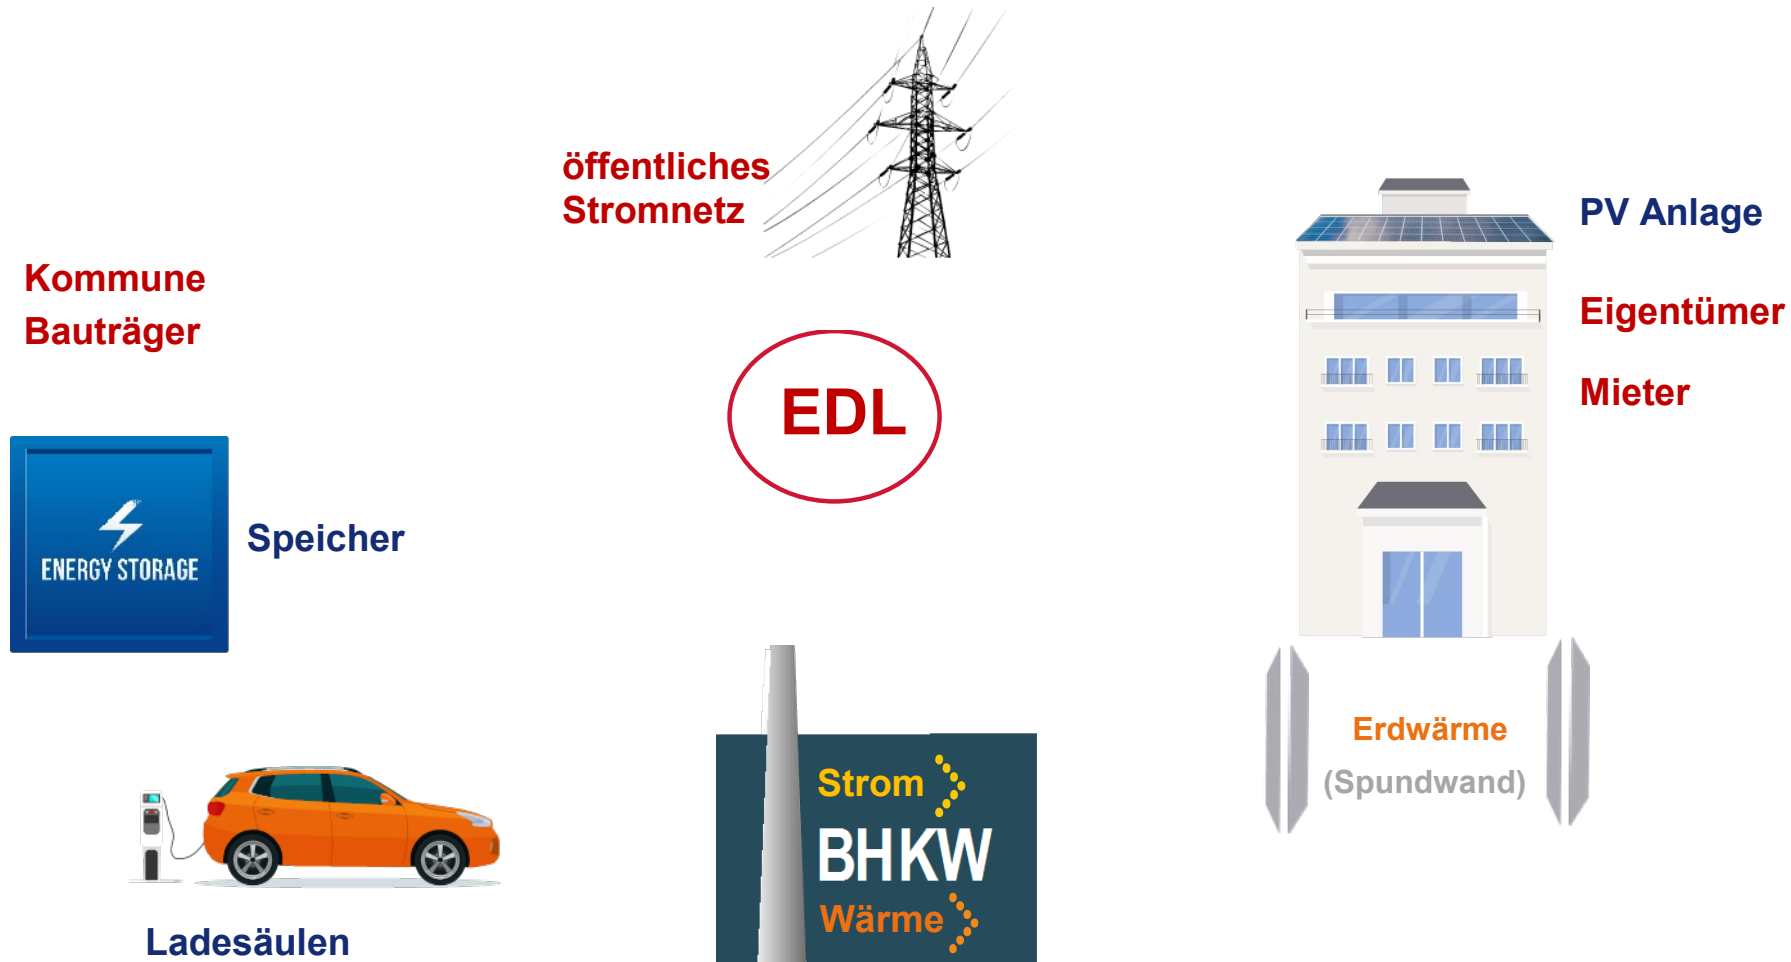 öffentliches
Stromnetz
Kommune
Bauträger
EDL
PV Anlage
Eigentümer
Mieter
ENERGY STORAGE
Speicher
Ladesäulen
Strom
BHKW
Wärme
Erdwärme
(Spundwand)